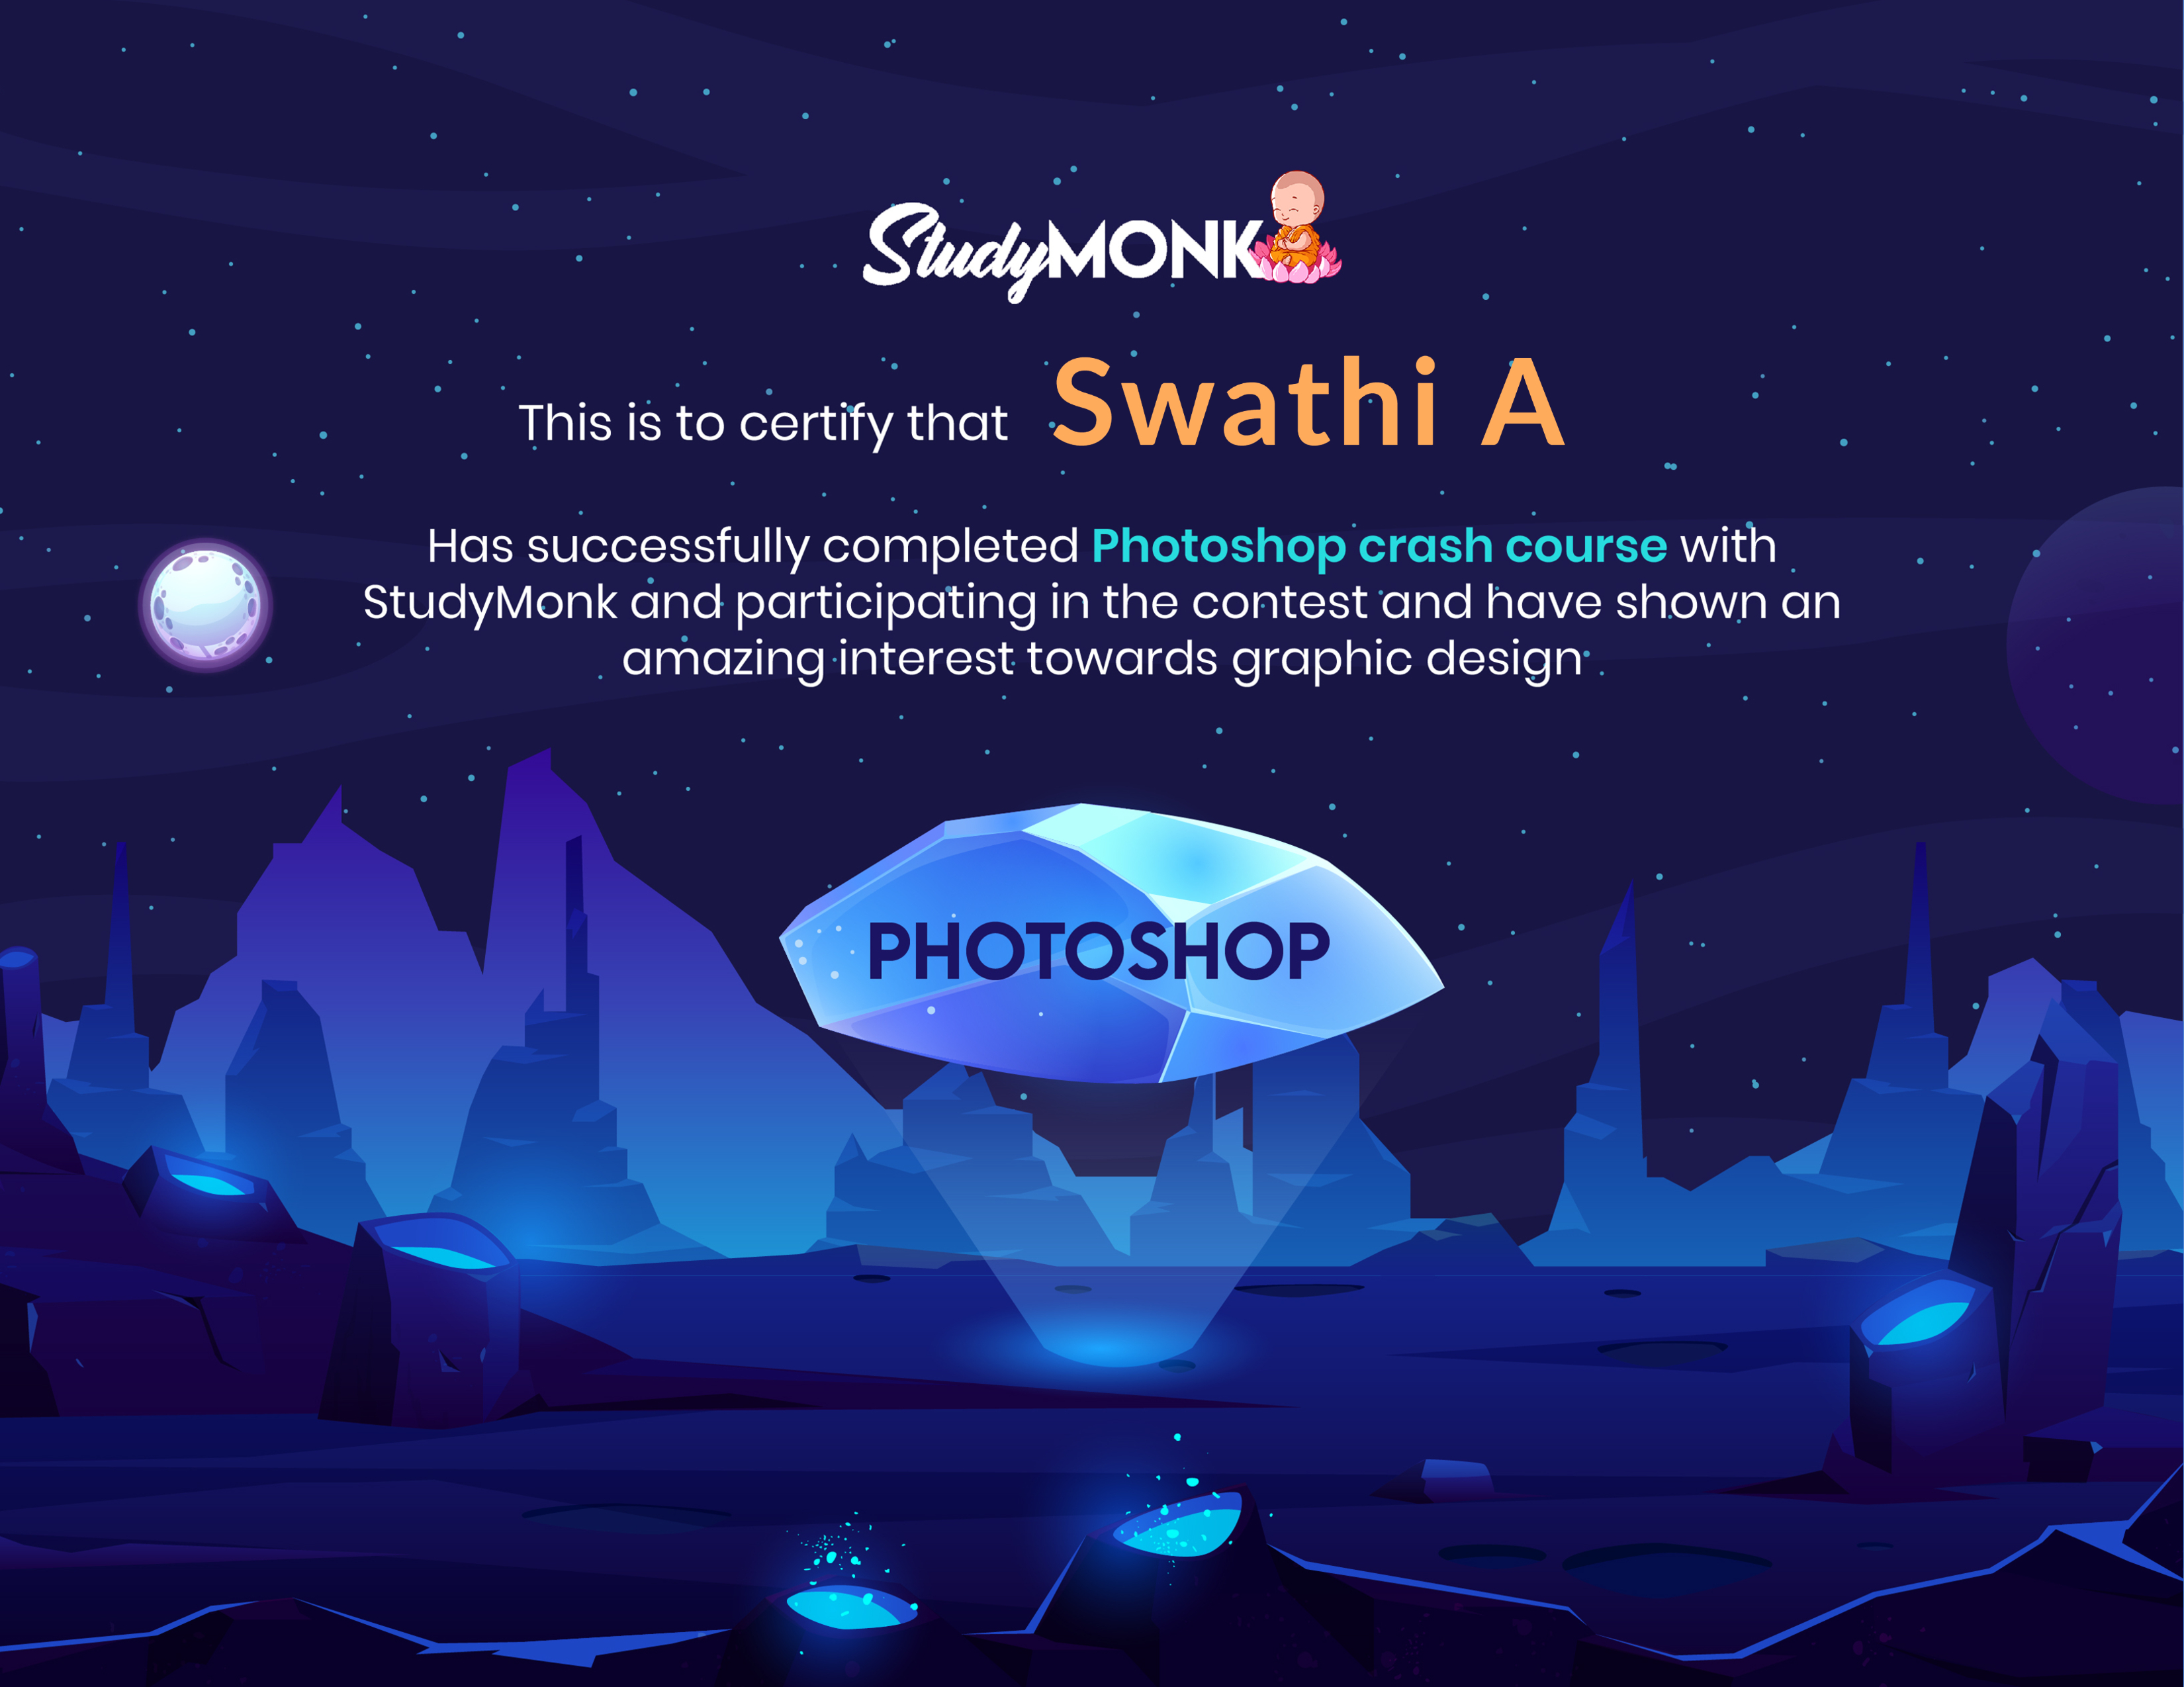 StudyMONK
This is to certify that Swathi A
Has successfully completed Photoshop crash course with
StudyMonk and participating in the contest and have shown an
amazing interest towards graphic design
PHOTOSHOP